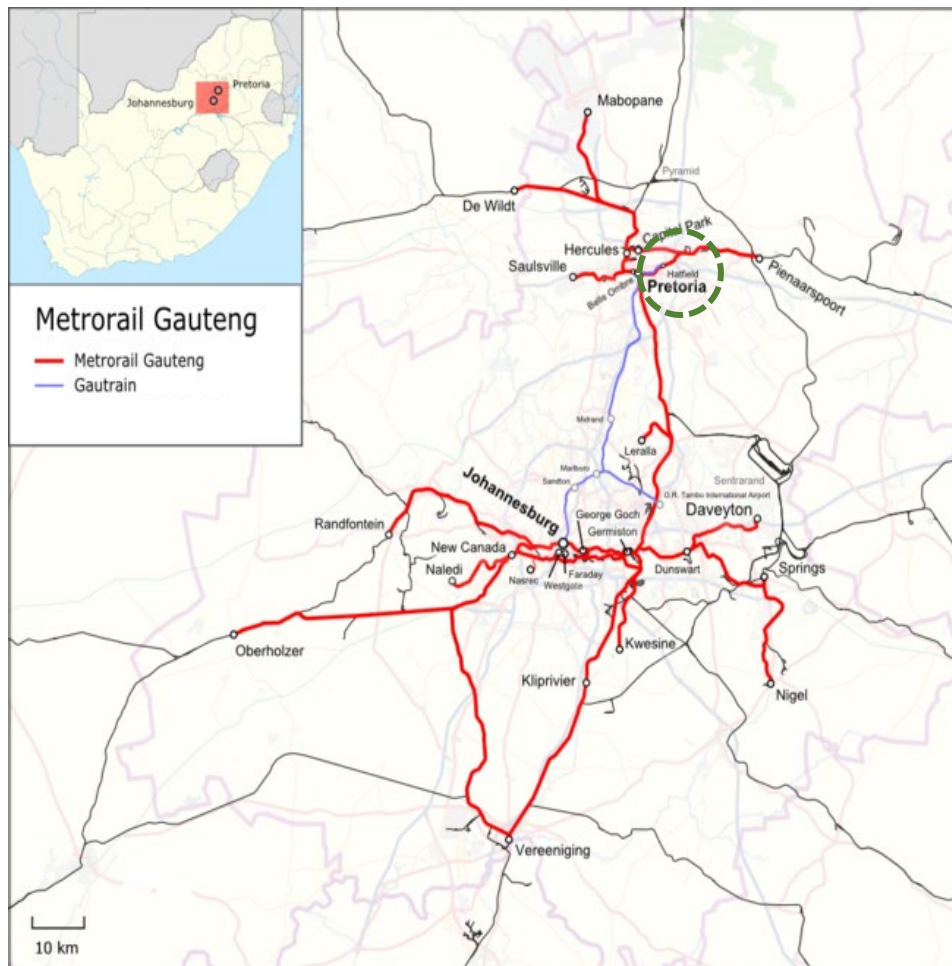 Pretoria
Johannesburg
Metrorail Gauteng
Metrorail Gauteng
Gautrain
Mabopane
Pyramid
De Wildt
Capital Park
Hercules
Saulsville
Hatfield
Belle Ombre
Pretoria
Pienaarspoort
Midrand
Leralla
Marlboro
Sandton
Sentrarand
O.R. Tambo International Airport
Johannesburg
George Goch
Daveyton
Randfontein
Germiston
New Canada
Naledi
Nasrec
Faraday
Westgate
Dunswart
Springs
Oberholzer
Kwesine
Kliprivier
Nigel
Vereeniging
10 km